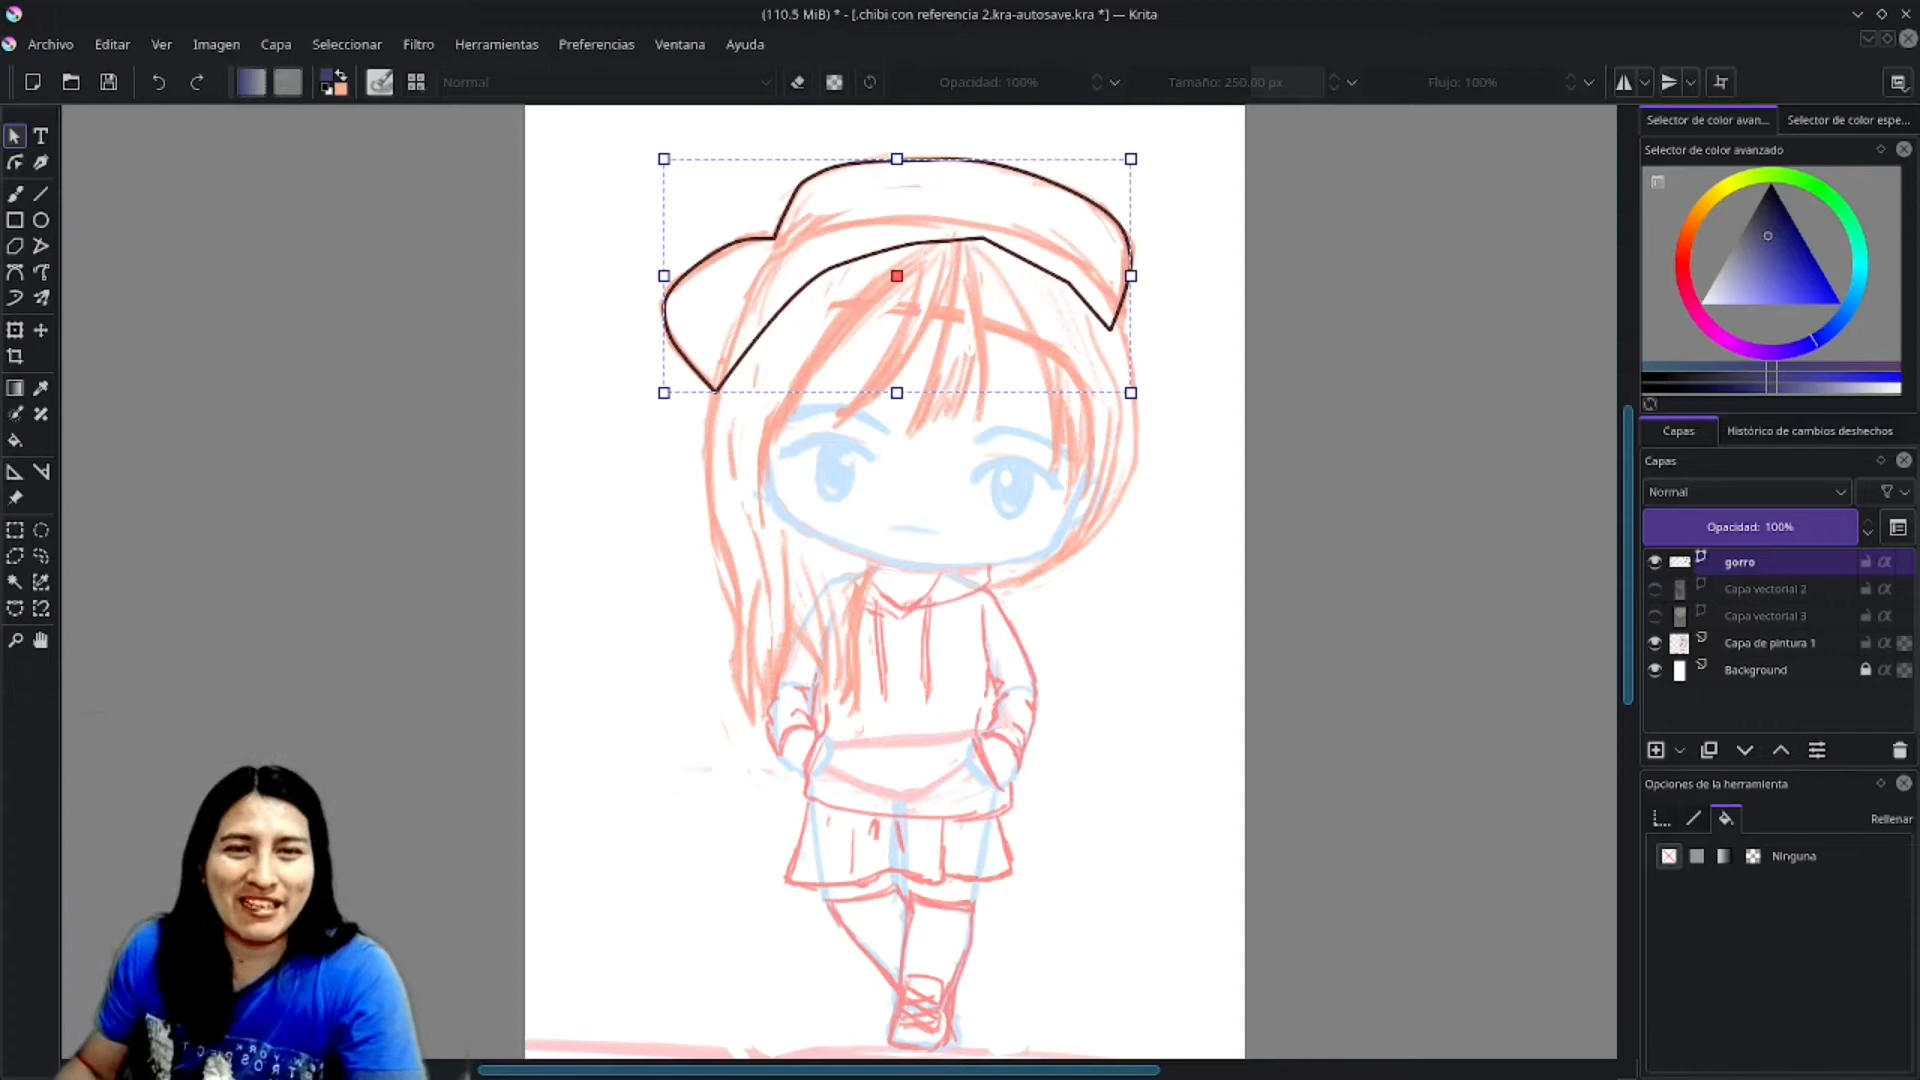 (110.5 MiB) * - [.chibi con referencia 2.kra-autosave.kra *] — Krita
Archivo Editar Ver Imagen Capa Seleccionar Filtro Herramientas Preferencias Ventana Ayuda
Normal Opacidad: 100% Tamaño: 250.00 px Flujo: 100%
Selector de color avan... Selector de color espe...
Selector de color avanzado
Capas Histórico de cambios deshechos
Capas
Normal
Opacidad: 100%
gorro
Capa vectorial 2
Capa vectorial 3
Capa de pintura 1
Background
Opciones de la herramienta
Rellenar
Ninguna